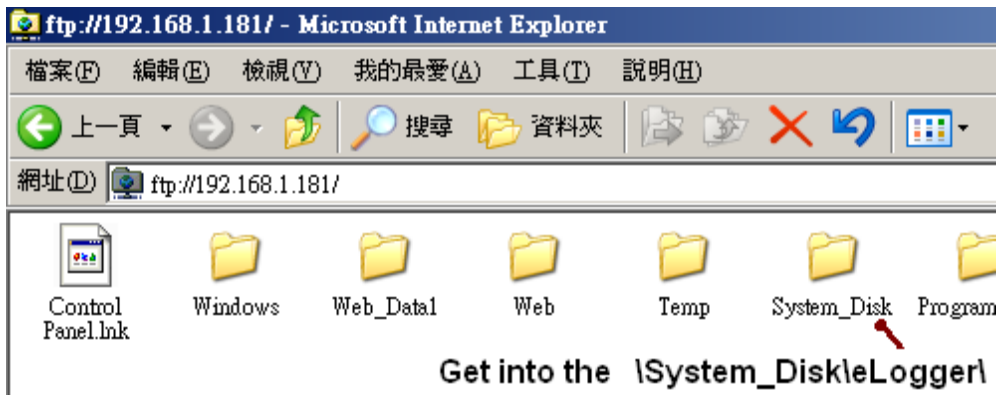 ftp://192.168.1.181/ - Microsoft Internet Explorer
檔案(F) 編輯(E) 檢視(V) 我的最愛(A) 工具(T) 說明(H)
上一頁 搜尋 資料夾
網址(D) ftp://192.168.1.181/
Control Windows Web_Data1 Web Temp System_Disk Program
Panel.lnk
Get into the \System_Disk\eLogger\